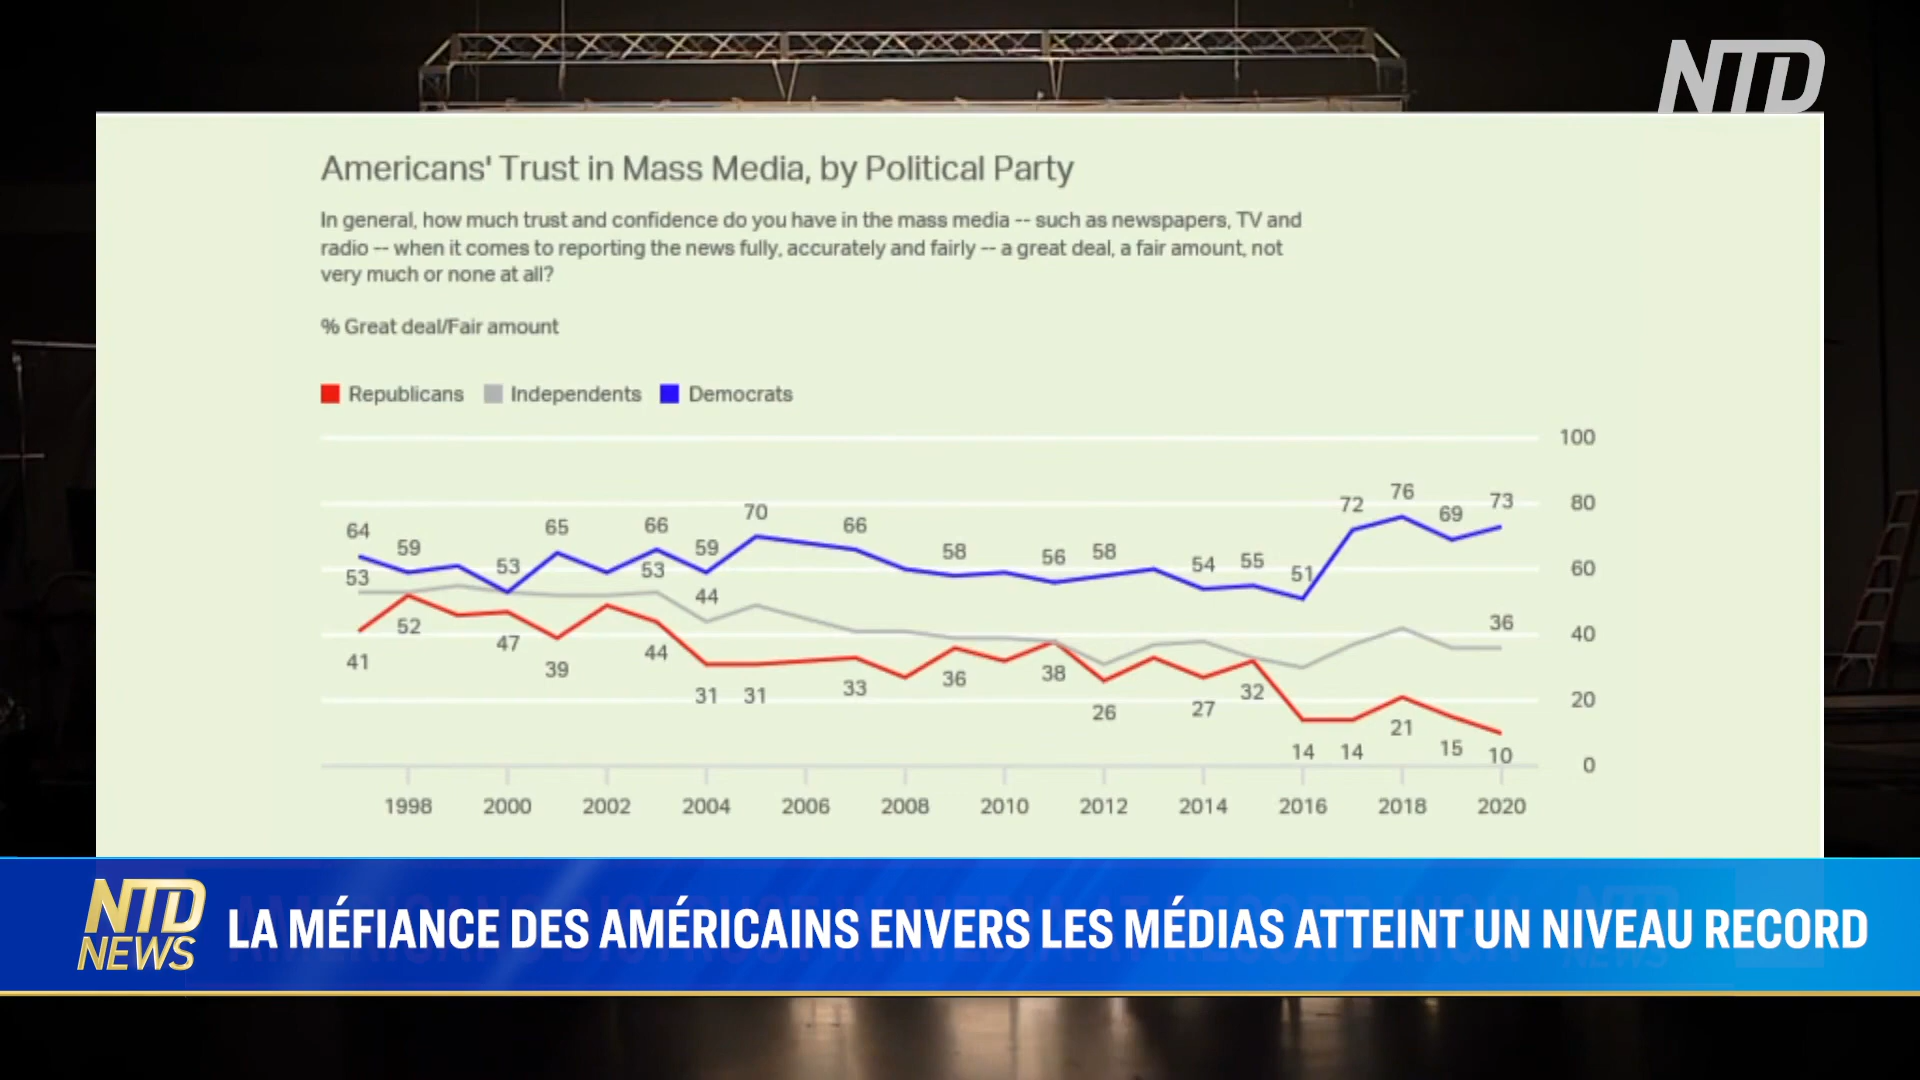 NTD
Americans' Trust in Mass Media, by Political Party
In general, how much trust and confidence do you have in the mass media -- such as newspapers, TV and
radio -- when it comes to reporting the news fully, accurately and fairly -- a great deal, a fair amount, not
very much or none at all?
% Great deal/Fair amount
Republicans Independents Democrats
100
80
60
40
20
0
64 59 53 65 66 59 70 66 58 56 58 54 55 51 72 76 69 73
53 53 44 36
41 52 47 39 44 31 31 33 36 38 26 27 32 14 14 21 15 10
1998 2000 2002 2004 2006 2008 2010 2012 2014 2016 2018 2020
NTD
NEWS
LA MÉFIANCE DES AMÉRICAINS ENVERS LES MÉDIAS ATTEINT UN NIVEAU RECORD